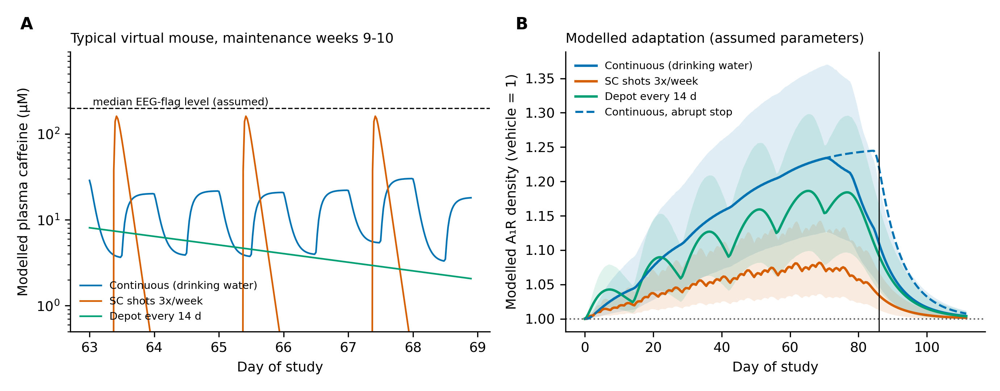 A
Typical virtual mouse, maintenance weeks 9-10
Modelled plasma caffeine (µM)
10²
10¹
10⁰
median EEG-flag level (assumed)
Continuous (drinking water)
SC shots 3x/week
Depot every 14 d
63 64 65 66 67 68 69
Day of study
B
Modelled adaptation (assumed parameters)
Modelled A₁R density (vehicle = 1)
1.35
1.30
1.25
1.20
1.15
1.10
1.05
1.00
Continuous (drinking water)
SC shots 3x/week
Depot every 14 d
Continuous, abrupt stop
0 20 40 60 80 100
Day of study